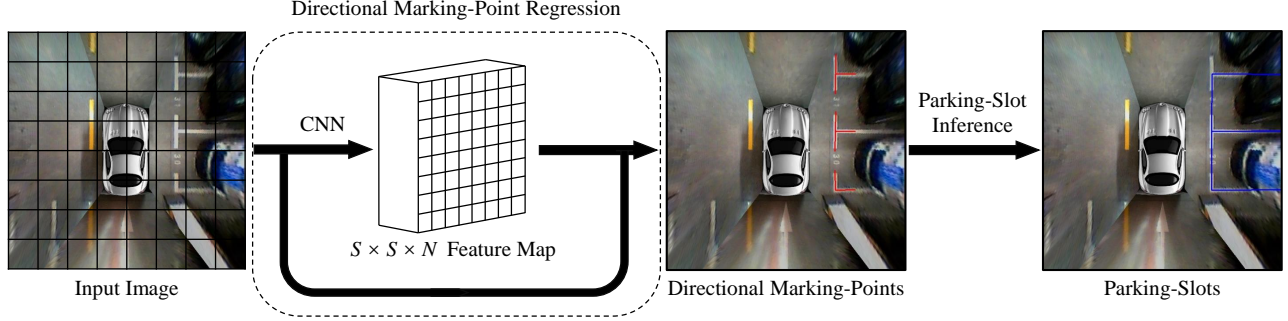 Directional Marking-Point Regression
CNN
S × S × N Feature Map
Parking-Slot
Inference
Input Image
Directional Marking-Points
Parking-Slots